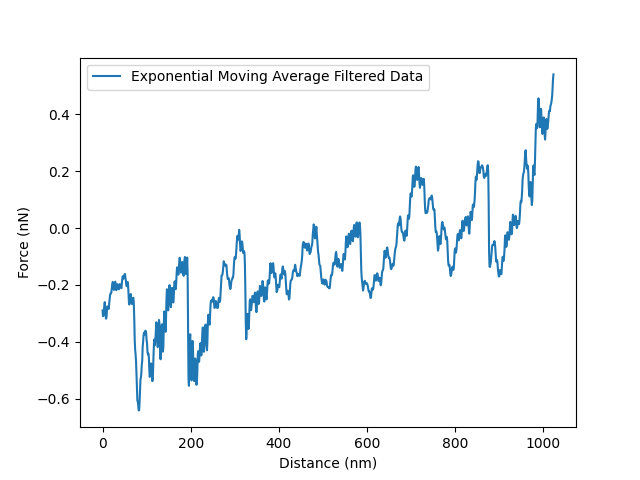 Exponential Moving Average Filtered Data
0.4
0.2
0.0
−0.2
−0.4
−0.6
Force (nN)
0 200 400 600 800 1000
Distance (nm)